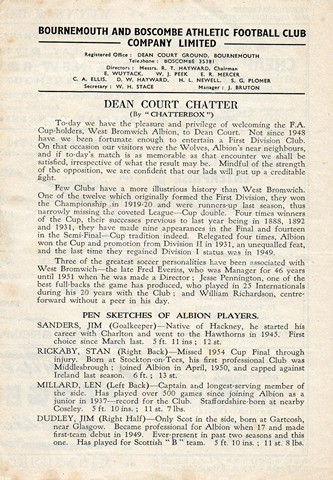 BOURNEMOUTH AND BOSCOMBE ATHLETIC FOOTBALL CLUB
COMPANY LIMITED
Registered Office : DEAN COURT GROUND, BOURNEMOUTH
Telephone : BOSCOMBE 35381
Directors : Messrs. R. T. HAYWARD, Chairman
E. WUYTACK, W. J. PEEK E. R. MERCER
C. A. ELLIS, D. W. HAYWARD, H. L. NEWELL, S. G. PLOMER
Secretary : W. H. STACE Manager : J. BRUTON
DEAN COURT CHATTER
(By "CHATTERBOX")
To-day we have the pleasure and privilege of welcoming the F.A.
Cup-holders, West Bromwich Albion, to Dean Court. Not since 1948
have we been fortunate enough to entertain a First Division Club.
On that occasion our visitors were the Wolves, Albion's near neighbours,
and if to-day's match is as memorable as that encounter we shall be
satisfied, irrespective of what the result may be. Mindful of the strength
of the opposition, we are confident that our lads will put up a creditable
fight.
Few Clubs have a more illustrious history than West Bromwich.
One of the twelve which originally formed the First Division, they won
the Championship in 1919-20 and were runners-up last season, thus
narrowly missing the coveted League—Cup double. Four times winners
of the Cup, their successes previous to last year being in 1888, 1892
and 1931, they have made nine appearances in the Final and fourteen
in the Semi-Final—Cup tradition indeed. Relegated four times, Albion
won the Cup and promotion from Division II in 1931, an unequalled feat,
and the last time they regained Division I status was in 1949.
Three of the greatest soccer personalities have been associated with
West Bromwich—the late Fred Everiss, who was Manager for 46 years
until 1931 when he was made a Director ; Jesse Pennington, one of the
best full-backs the game has produced, who played in 25 Internationals
during his 20 years with the Club ; and William Richardson, centre-
forward without a peer in his day.
PEN SKETCHES OF ALBION PLAYERS.
SANDERS, JIM (Goalkeeper)—Native of Hackney, he started his
career with Charlton and went to the Hawthorns in 1945. First
choice since March last. 5 ft. 11 ins ; 12 st.
RICKABY, STAN (Right Back)—Missed 1954 Cup Final through
injury. Born at Stockton-on-Tees, his first professional Club was
Middlesbrough ; joined Albion in April, 1950, and capped against
Ireland last season. 6 ft. ; 13 st.
MILLARD, LEN (Left Back)—Captain and longest-serving member of
the side. Has played over 500 games since joining Albion as a
junior in 1937—record for the Club. Staffordshire-born at nearby
Coseley. 5 ft. 10 ins. ; 11 st. 7 lbs.
DUDLEY, JIM (Right Half)—Only Scot in the side, born at Gartcosh,
near Glasgow. Became professional for Albion when 17 and made
first-team debut in 1949. Ever-present in past two seasons and this
one. Has played for Scottish "B" team. 5 ft. 10 ins. ; 11 st. 8 lbs.